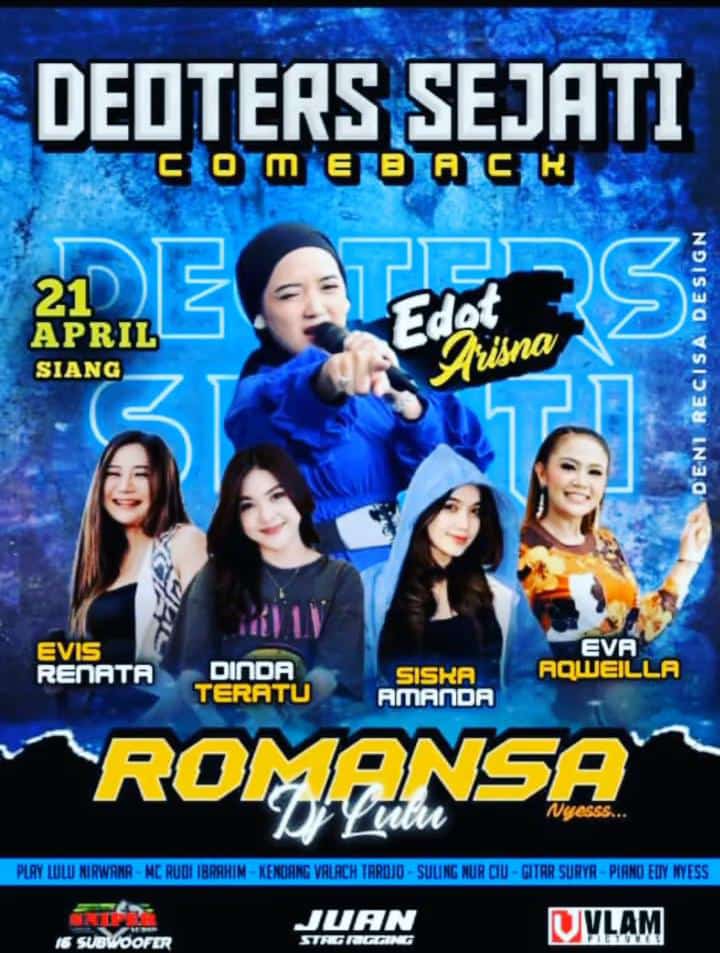 DEOTERS SEJATI
COMEBACK
DEOTERS
SEJATI
21
APRIL
SIANG
Edot
Arisna
DENI RECISA DESIGN
EVIS
RENATA
DINDA
TERATU
SISKA
AMANDA
EVA
AQWEILLA
ROMANSA
Dj Lulu
Nyesss...
PLAY LULU NIRWANA - MC RUDI IBRAHIM - KENDANG VALACH TARDJO - SULING NUR CIU - GITAR SURYA - PIANO EDY NYESS
SNIPER
AUDIO
16 SUBWOOFER
JUAN
STAG RIGGING
VLAM
PICTURES